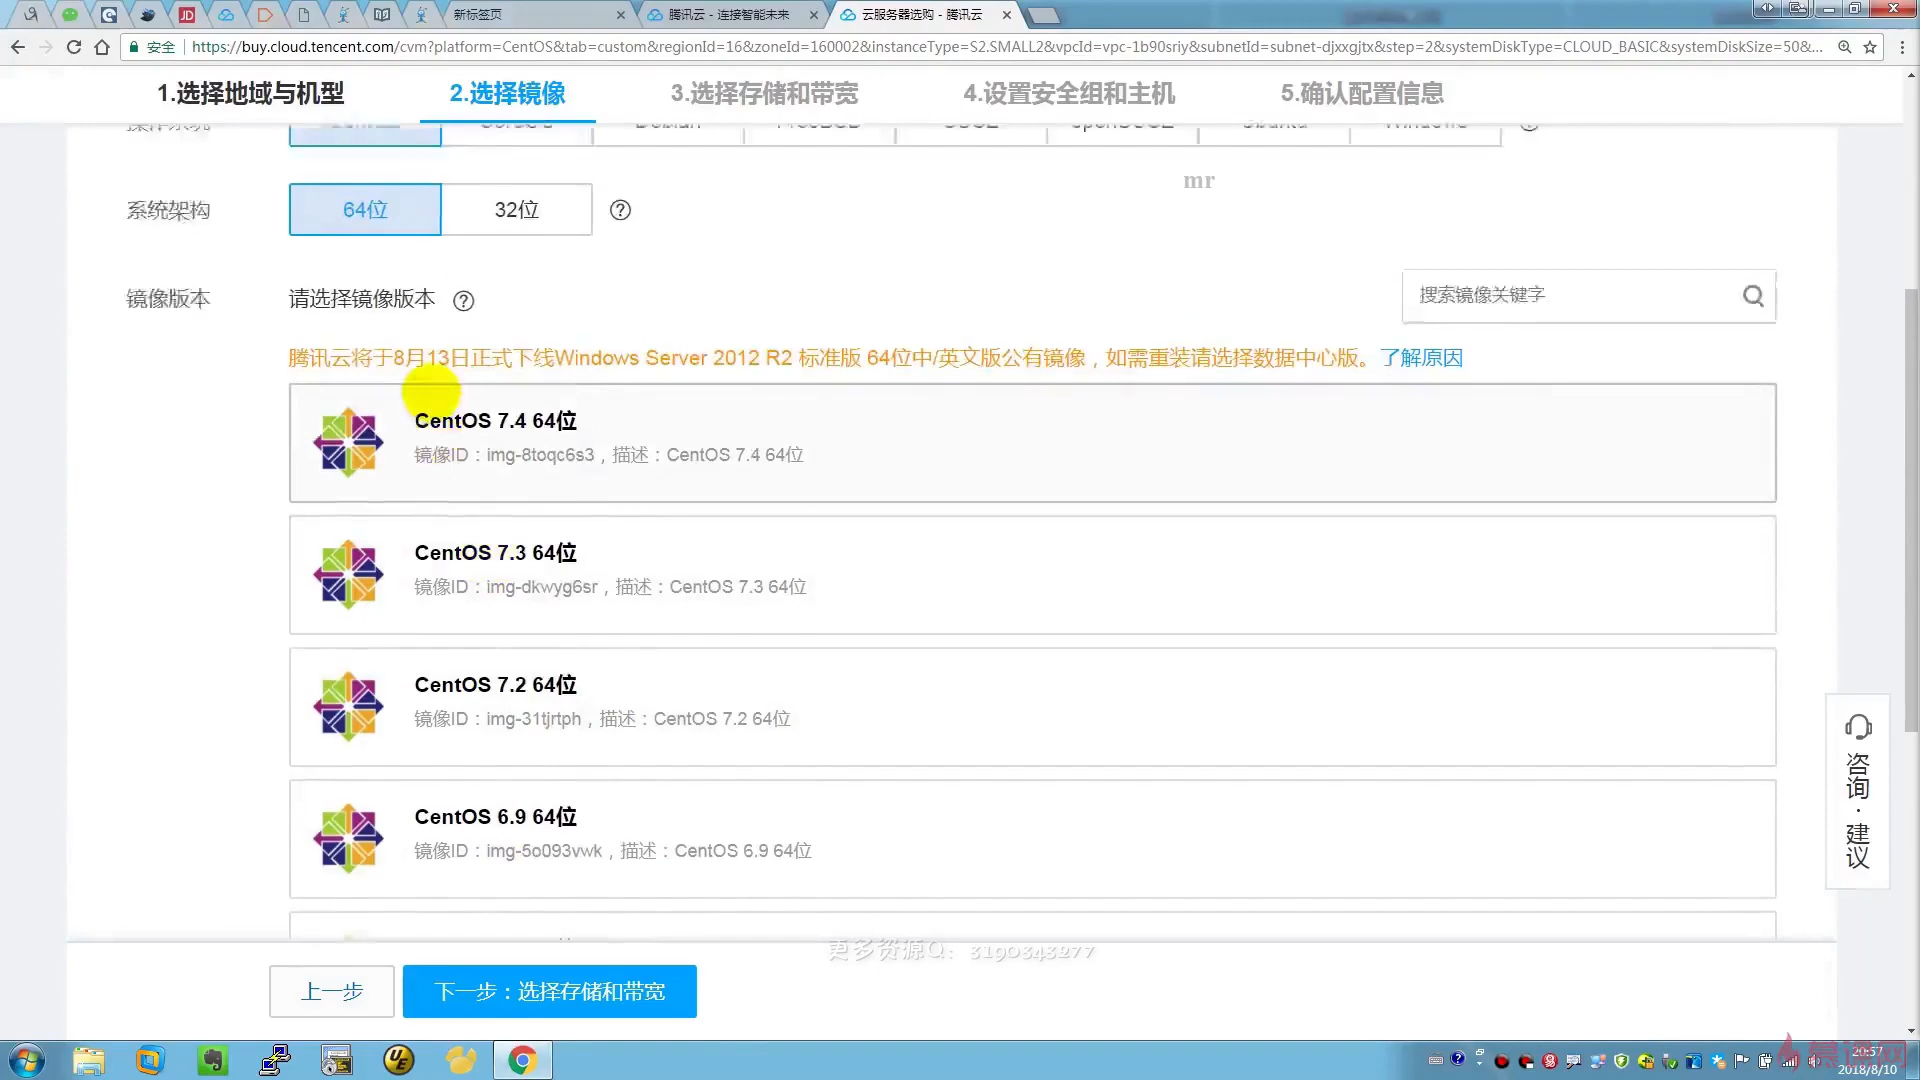 新标签页
腾讯云 - 连接智能未来
云服务器选购 - 腾讯云
安全
https://buy.cloud.tencent.com/cvm?platform=CentOS&tab=custom&regionId=16&zoneId=160002&instanceType=S2.SMALL2&vpcId=vpc-1b90sriy&subnetId=subnet-djxxgjtx&step=2&systemDiskType=CLOUD_BASIC&systemDiskSize=50&...
1.选择地域与机型
2.选择镜像
3.选择存储和带宽
4.设置安全组和主机
5.确认配置信息
mr
系统架构
64位
32位
镜像版本
请选择镜像版本
搜索镜像关键字
腾讯云将于8月13日正式下线Windows Server 2012 R2 标准版 64位中/英文版公有镜像，如需重装请选择数据中心版。了解原因
CentOS 7.4 64位
镜像ID：img-8toqc6s3，描述：CentOS 7.4 64位
CentOS 7.3 64位
镜像ID：img-dkwyg6sr，描述：CentOS 7.3 64位
CentOS 7.2 64位
镜像ID：img-31tjrtph，描述：CentOS 7.2 64位
CentOS 6.9 64位
镜像ID：img-5o093vwk，描述：CentOS 6.9 64位
咨询·建议
更多资源Q：3190343277
上一步
下一步：选择存储和带宽
慕课网
20:57
2018/8/10